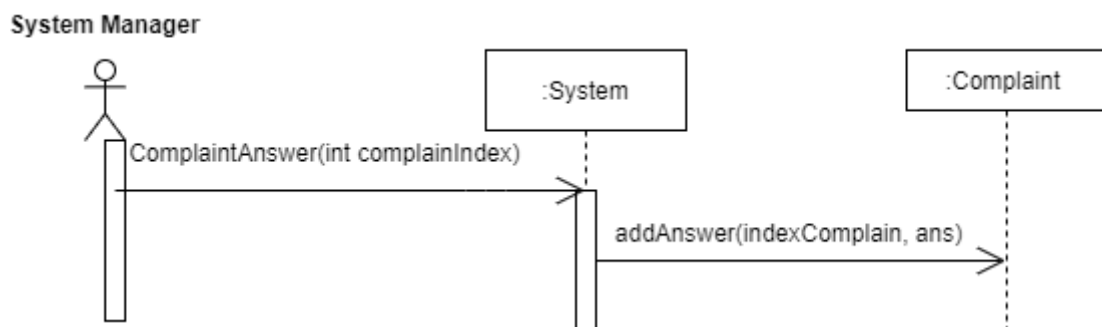 System Manager
:System
:Complaint
ComplaintAnswer(int complainIndex)
addAnswer(indexComplain, ans)